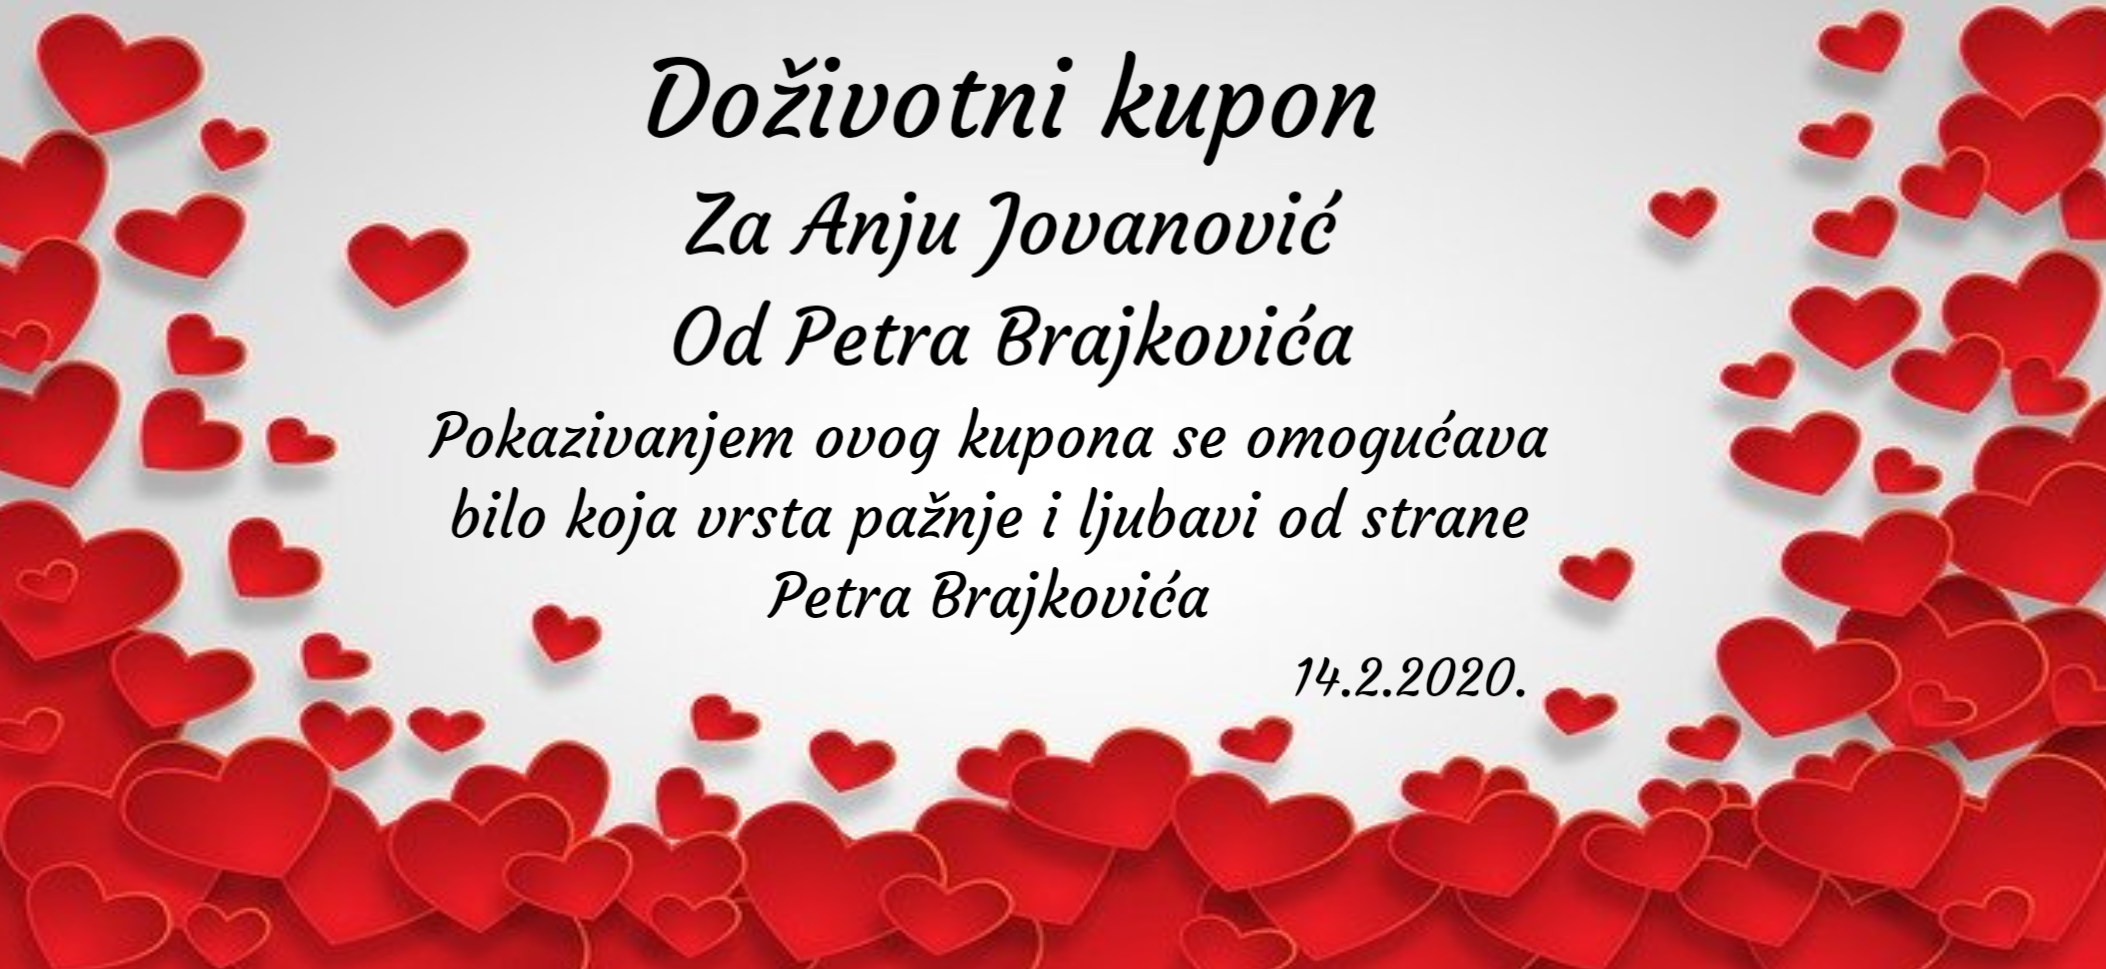 Doživotni kupon
Za Anju Jovanović
Od Petra Brajkovića
Pokazivanjem ovog kupona se omogućava
bilo koja vrsta pažnje i ljubavi od strane
Petra Brajkovića
14.2.2020.